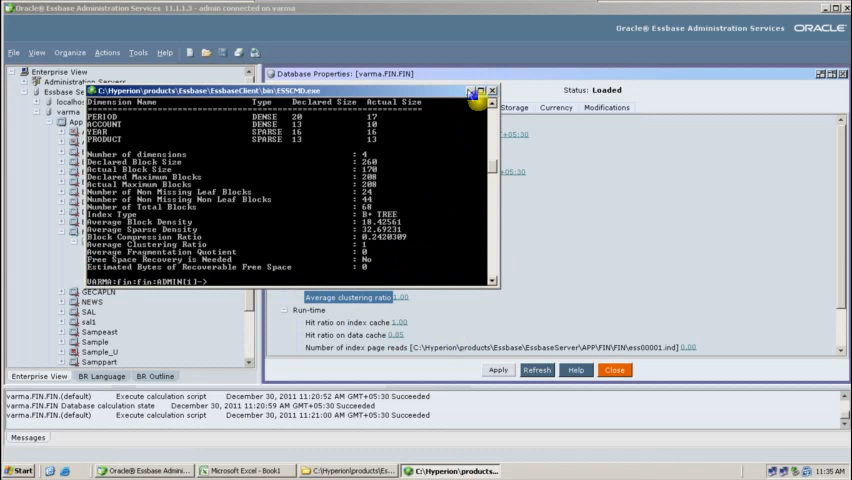 Oracle® Essbase Administration Services 11.1.1.3 - admin connected on varma
Oracle® Essbase Administration Services ORACLE
File View Organize Actions Tools Help
Enterprise View
Administration Servers
Essbase Se
localhos
varma
App
Database Properties: [varma.FIN.FIN]
Status: Loaded
Storage Currency Modifications
+05:30
+05:30
C:\Hyperion\products\Essbase\EssbaseClient\bin\ESSCMD.exe
Dimension Name Type Declared Size Actual Size
PERIOD DENSE 20 17
ACCOUNT DENSE 13 10
YEAR SPARSE 16 16
PRODUCT SPARSE 13 13
Number of dimensions : 4
Declared Block Size : 260
Actual Block Size : 170
Declared Maximum Blocks : 208
Actual Maximum Blocks : 208
Number of Non Missing Leaf Blocks : 24
Number of Non Missing Non Leaf Blocks : 44
Number of Total Blocks : 68
Index Type : B+ TREE
Average Block Density : 18.42561
Average Sparse Density : 32.69231
Block Compression Ratio : 0.2420309
Average Clustering Ratio : 1
Average Fragmentation Quotient : 0
Free Space Recovery is Needed : No
Estimated Bytes of Recoverable Free Space : 0
VARMA:fin:fin:ADMIN[1]->
GECAPLN
NEWS
SAL
sal1
Sampeast
Sample
Sample_U
Samppart
Average clustering ratio 1.00
Run-time
Hit ratio on index cache 1.00
Hit ratio on data cache 0.85
Number of index page reads [C:\Hyperion\products\Essbase\EssbaseServer\APP\FIN\FIN\ess00001.ind] 0.00
Apply Refresh Help Close
Enterprise View BR Language BR Outline
varma.FIN.FIN.(default) Execute calculation script December 30, 2011 11:20:52 AM GMT+05:30 Succeeded
varma.FIN.FIN Database calculation state December 30, 2011 11:20:59 AM GMT+05:30 Succeeded
varma.FIN.FIN.(default) Execute calculation script December 30, 2011 11:21:00 AM GMT+05:30 Succeeded
Messages
Start Oracle® Essbase Admini... Microsoft Excel - Book1 C:\Hyperion\products\Es... C:\Hyperion\products... 11:35 AM